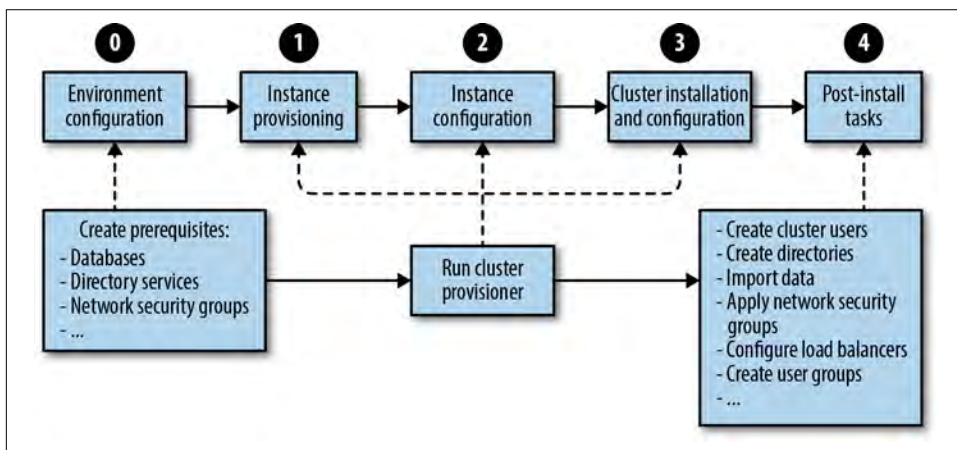 0
1
2
3
4
Environment
configuration
Instance
provisioning
Instance
configuration
Cluster installation
and configuration
Post-install
tasks
Create prerequisites:
- Databases
- Directory services
- Network security groups
- ...
Run cluster
provisioner
- Create cluster users
- Create directories
- Import data
- Apply network security
groups
- Configure load balancers
- Create user groups
- ...